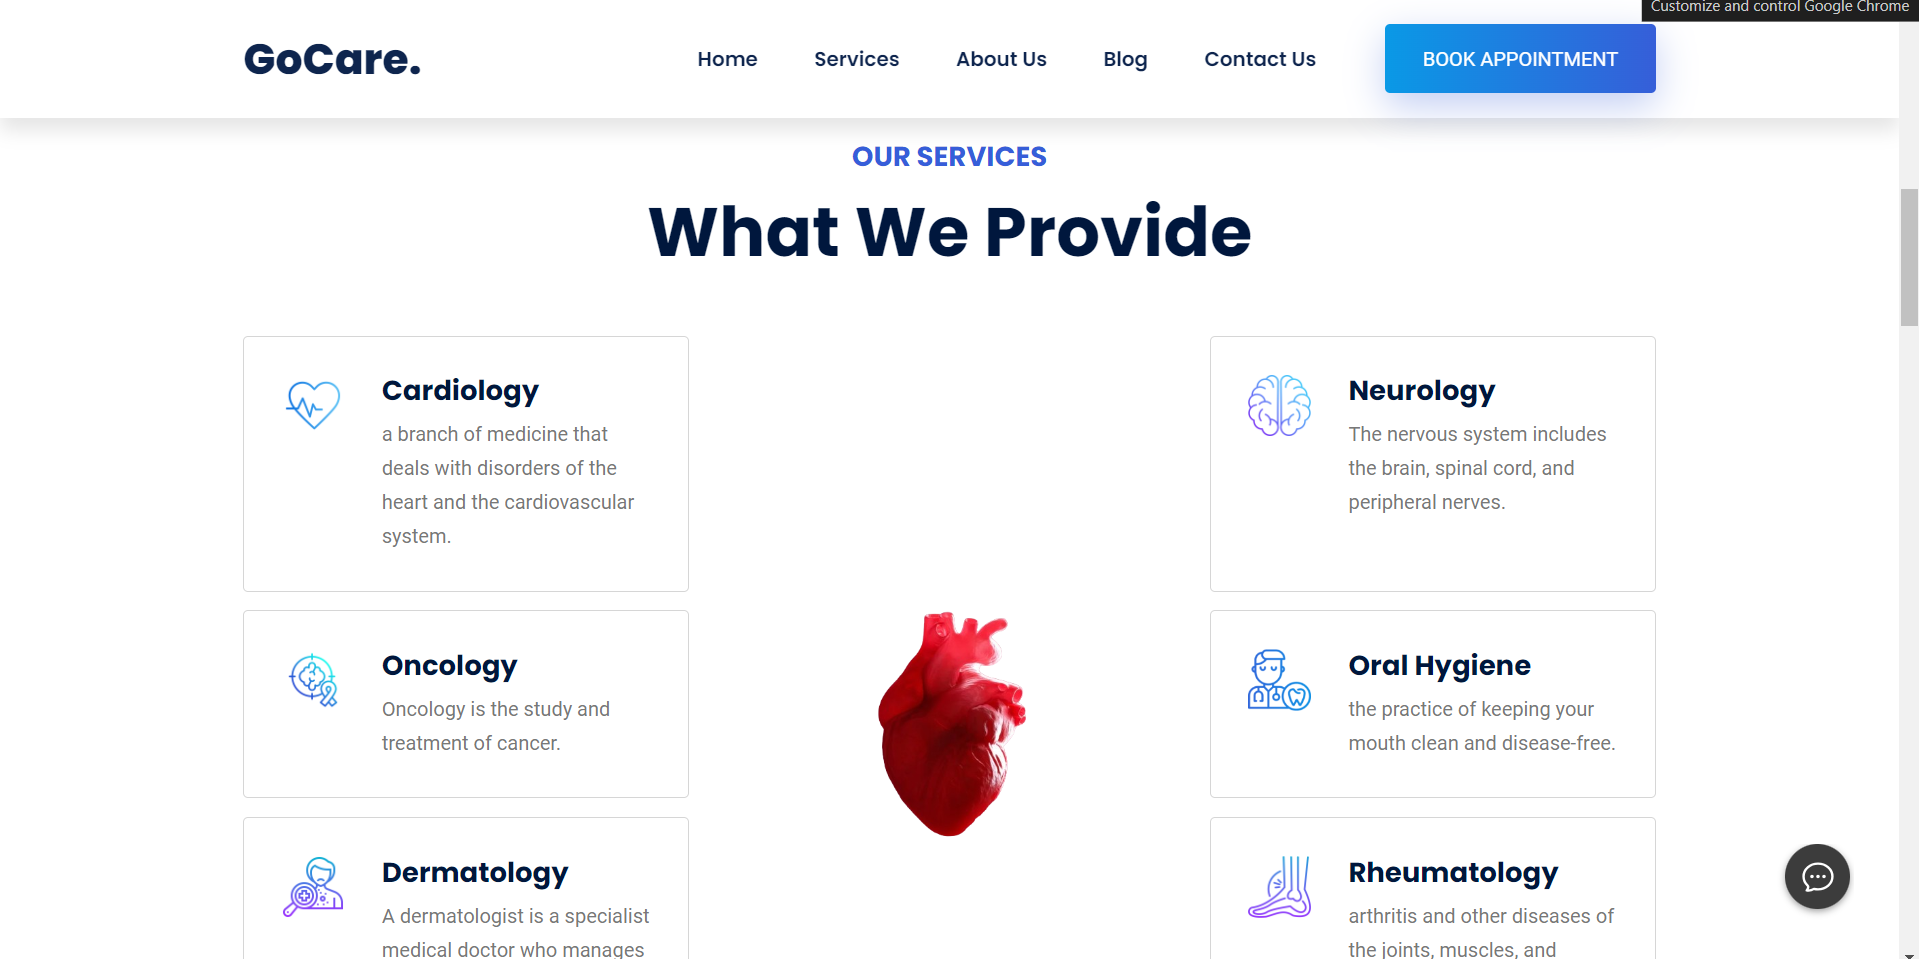 Customize and control Google Chrome
GoCare.
Home
Services
About Us
Blog
Contact Us
BOOK APPOINTMENT
OUR SERVICES
What We Provide
Cardiology
a branch of medicine that
deals with disorders of the
heart and the cardiovascular
system.
Neurology
The nervous system includes
the brain, spinal cord, and
peripheral nerves.
Oncology
Oncology is the study and
treatment of cancer.
Oral Hygiene
the practice of keeping your
mouth clean and disease-free.
Dermatology
A dermatologist is a specialist
medical doctor who manages
Rheumatology
arthritis and other diseases of
the joints, muscles, and